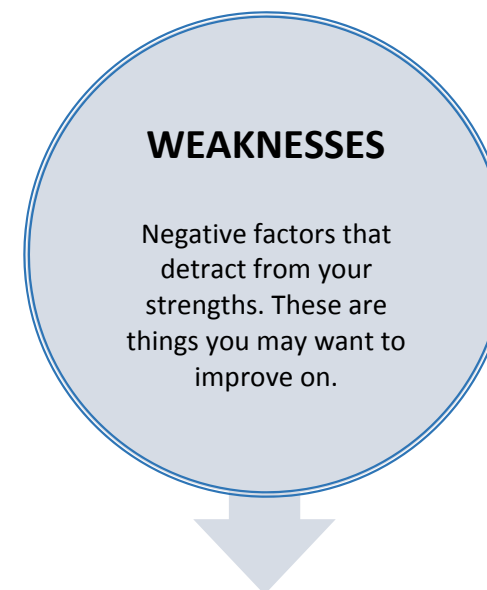 WEAKNESSES
Negative factors that
detract from your
strengths. These are
things you may want to
improve on.